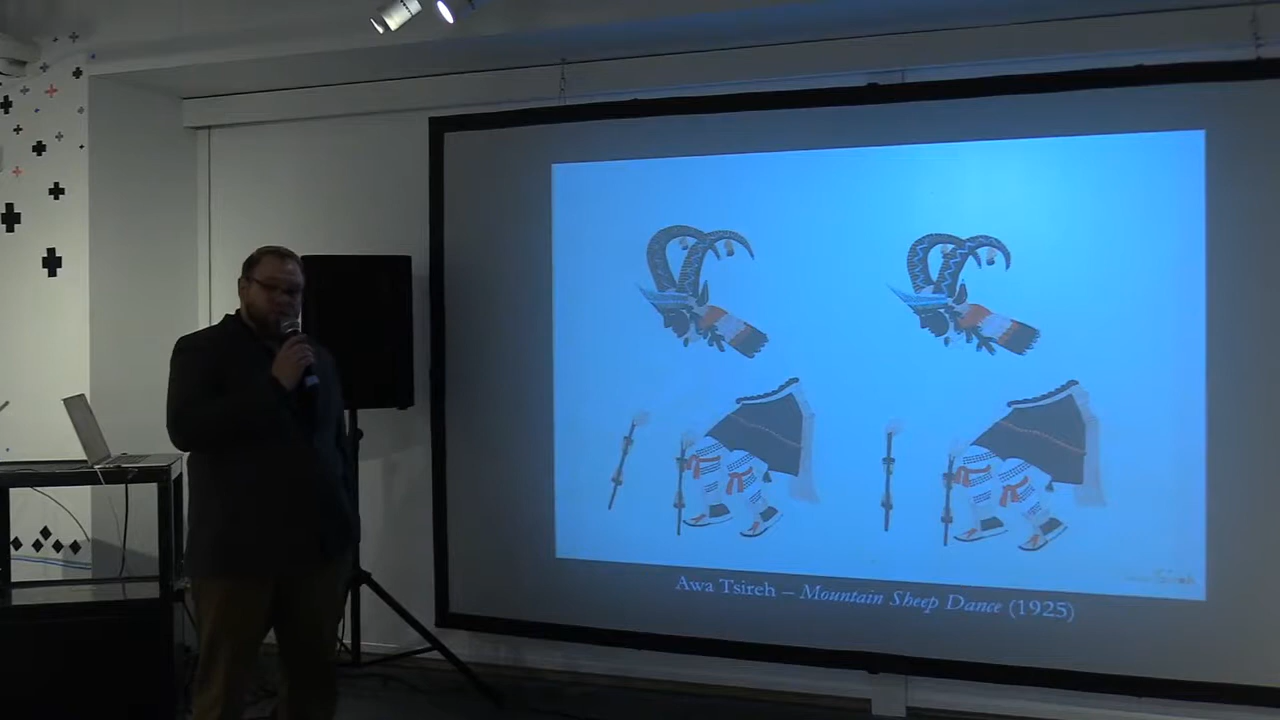 Awa Tsireh – Mountain Sheep Dance (1925)